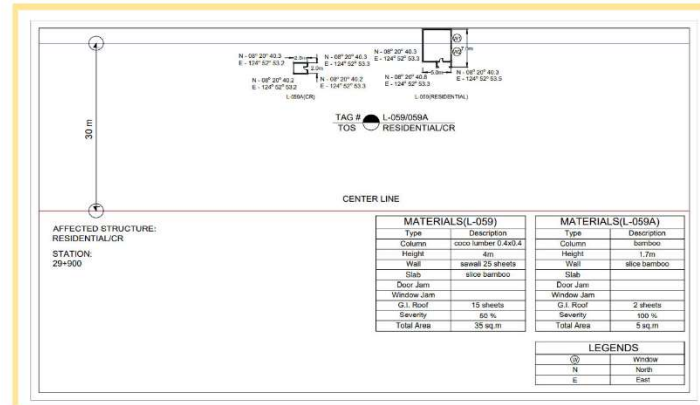 N - 08° 20' 40.3
E - 124° 52' 53.2
2.3m
2.0m
N - 08° 20' 40.3
E - 124° 52' 53.3
N - 08° 20' 40.2
E - 124° 52' 53.2
N - 08° 20' 40.2
E - 124° 52' 53.3
L-059A(CR)
N - 08° 20' 40.3
E - 124° 52' 53.3
7.0m
5.0m
N - 08° 20' 40.3
E - 124° 52' 53.5
E - 124° 52' 53.3
L-059(RESIDENTIAL)
TAG # L-059/059A
TOS RESIDENTIAL/CR
30 m
CENTER LINE
AFFECTED STRUCTURE:
RESIDENTIAL/CR
STATION:
29+900
MATERIALS(L-059)
Type Description
Column coco lumber 0.4x0.4
Height 4m
Wall sawali 25 sheets
Slab slice bamboo
Door Jam
Window Jam
G.I. Roof 15 sheets
Severity 60 %
Total Area 35 sq.m
MATERIALS(L-059A)
Type Description
Column bamboo
Height 1.7m
Wall slice bamboo
Slab
Door Jam
Window Jam
G.I. Roof 2 sheets
Severity 100 %
Total Area 5 sq.m
LEGENDS
W Window
N North
E East